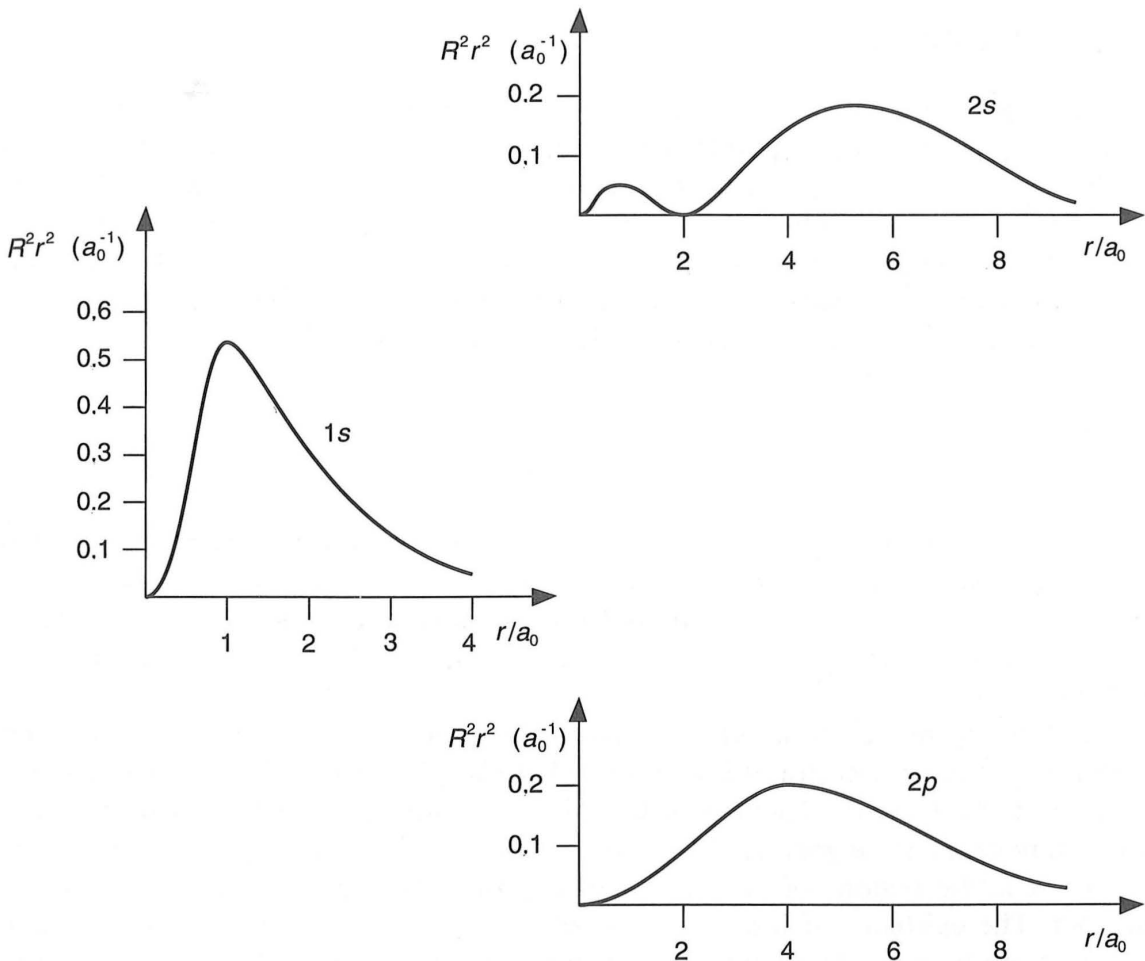 R²r² (a₀⁻¹)
0,2
0,1
2s
2 4 6 8 r/a₀
R²r² (a₀⁻¹)
0,6
0,5
0,4
0,3
0,2
0,1
1s
1 2 3 4 r/a₀
R²r² (a₀⁻¹)
0,2
0,1
2p
2 4 6 8 r/a₀